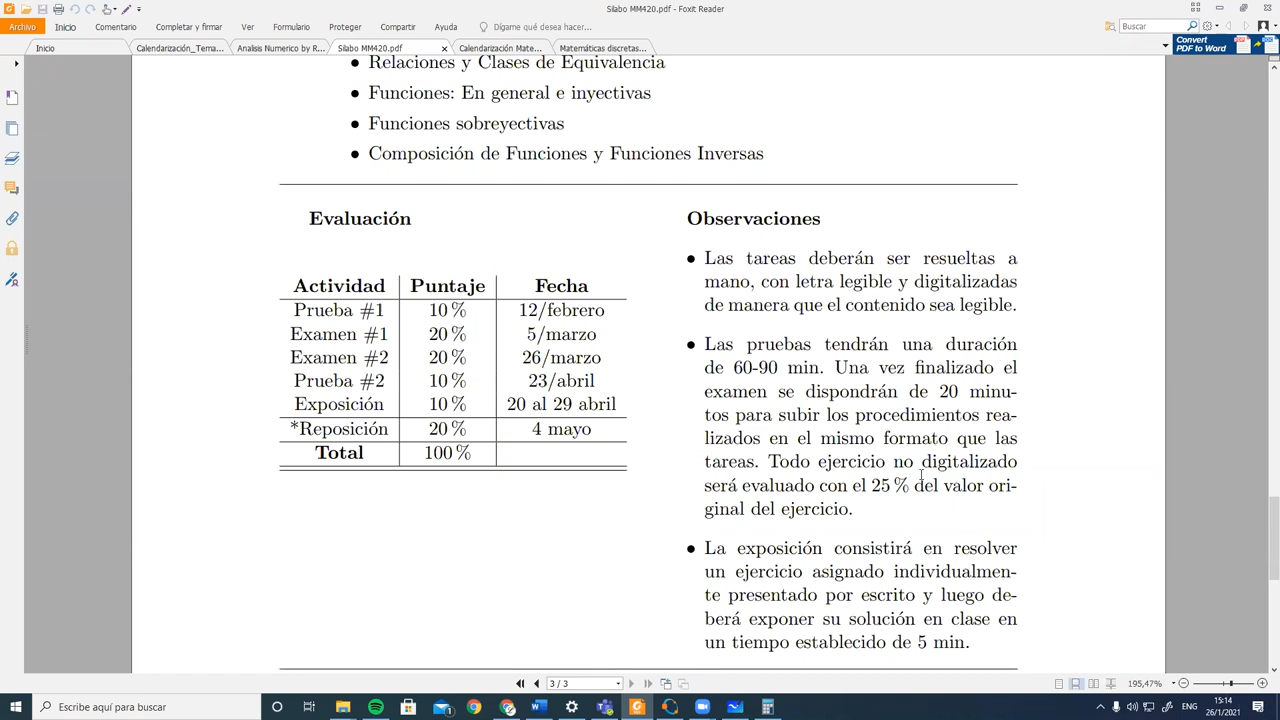 Silabo MM420.pdf - Foxit Reader
Archivo Inicio Comentario Completar y firmar Ver Formulario Proteger Compartir Ayuda Dígame qué desea hacer... Buscar
Inicio Calendarización_Tema... Analisis Numerico by R... Silabo MM420.pdf Calendarización Mate... Matemáticas discretas...
Convert
PDF to Word
• Relaciones y Clases de Equivalencia
• Funciones: En general e inyectivas
• Funciones sobreyectivas
• Composición de Funciones y Funciones Inversas
Evaluación
Actividad Puntaje Fecha
Prueba #1 10 % 12/febrero
Examen #1 20 % 5/marzo
Examen #2 20 % 26/marzo
Prueba #2 10 % 23/abril
Exposición 10 % 20 al 29 abril
*Reposición 20 % 4 mayo
Total 100 %
Observaciones
• Las tareas deberán ser resueltas a
mano, con letra legible y digitalizadas
de manera que el contenido sea legible.
• Las pruebas tendrán una duración
de 60-90 min. Una vez finalizado el
examen se dispondrán de 20 minu-
tos para subir los procedimientos rea-
lizados en el mismo formato que las
tareas. Todo ejercicio no digitalizado
será evaluado con el 25 % del valor ori-
ginal del ejercicio.
• La exposición consistirá en resolver
un ejercicio asignado individualmen-
te presentado por escrito y luego de-
berá exponer su solución en clase en
un tiempo establecido de 5 min.
3 / 3 195,47%
Escribe aquí para buscar
15:14
26/1/2021